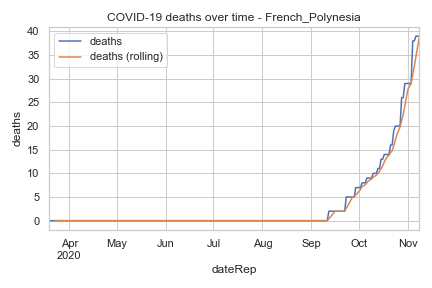 COVID-19 deaths over time - French_Polynesia
deaths
deaths (rolling)
deaths
40
35
30
25
20
15
10
5
0
Apr May Jun Jul Aug Sep Oct Nov
2020
dateRep